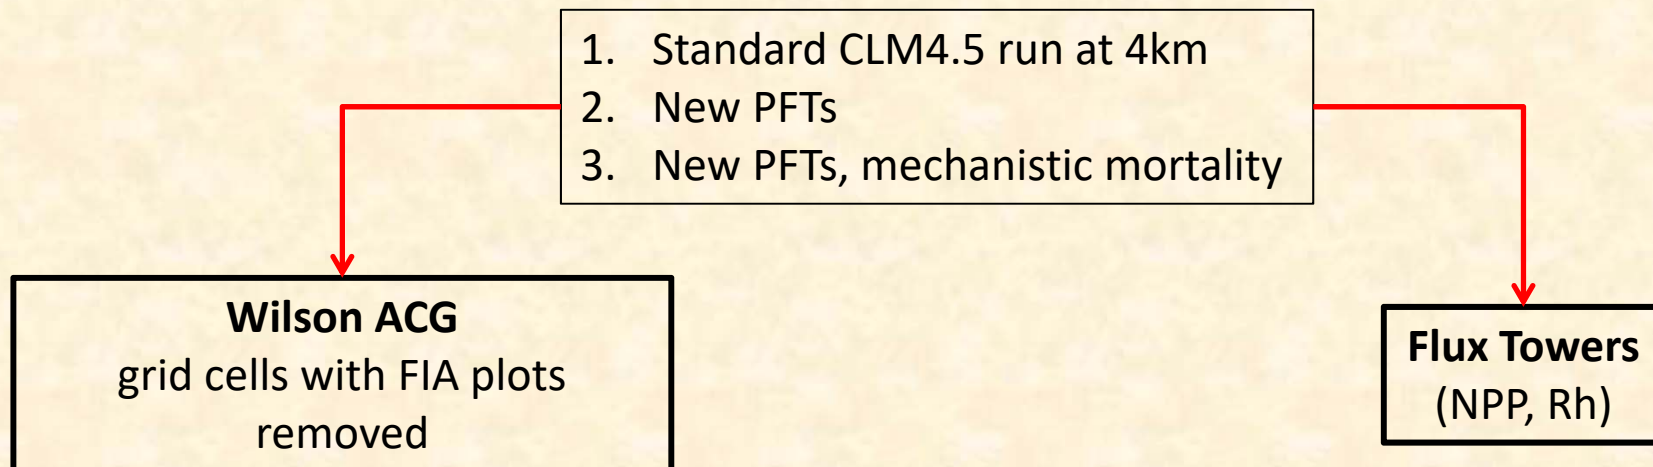 1. Standard CLM4.5 run at 4km
2. New PFTs
3. New PFTs, mechanistic mortality
Wilson ACG
grid cells with FIA plots
removed
Flux Towers
(NPP, Rh)